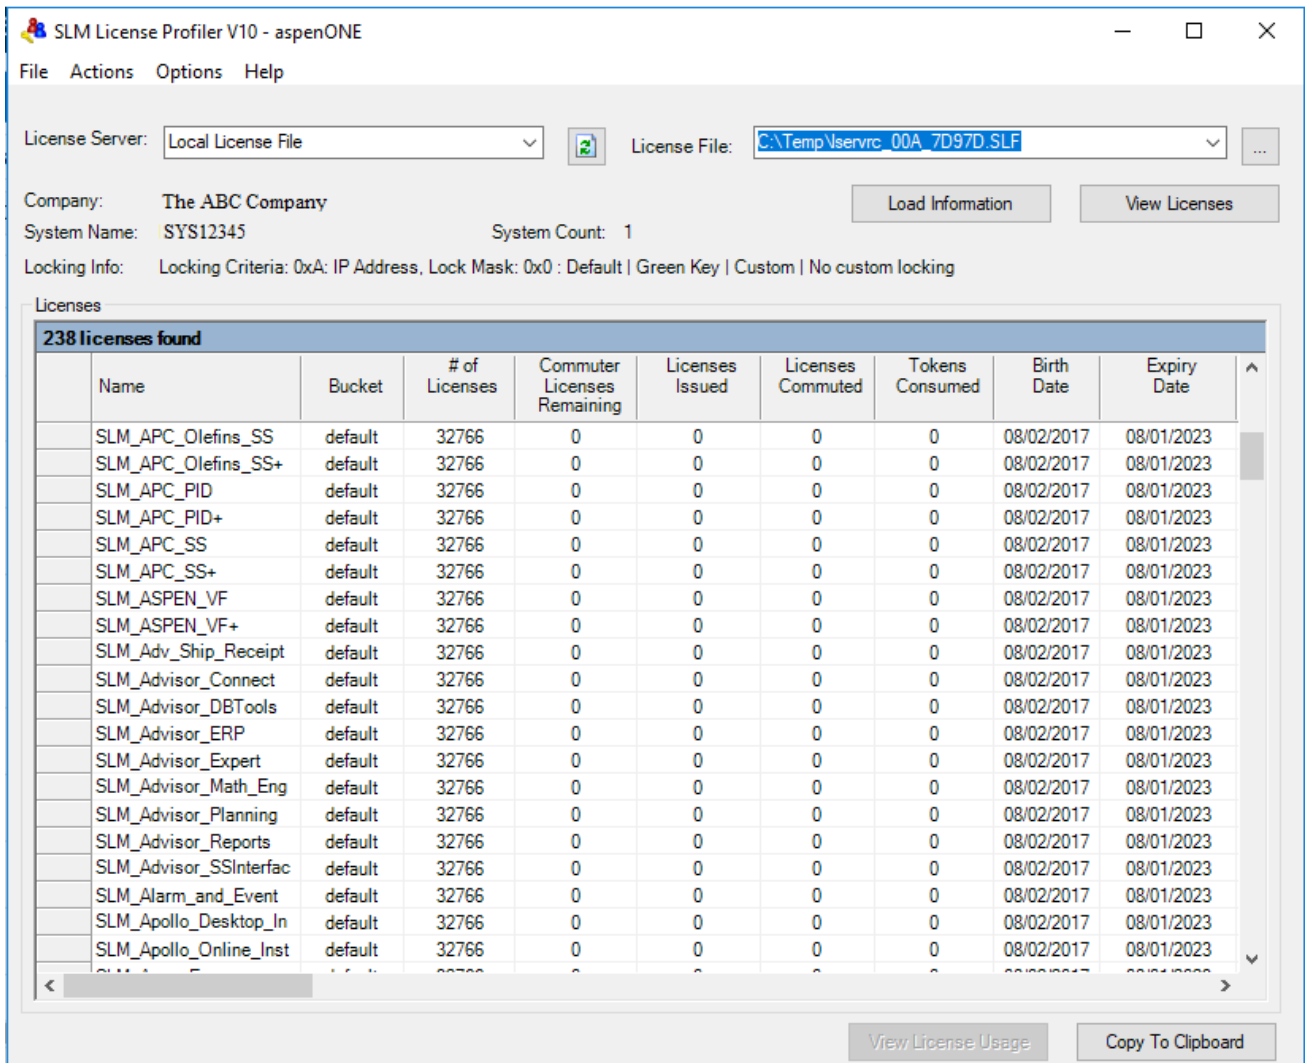 SLM License Profiler V10 - aspenONE
File Actions Options Help
License Server: Local License File License File: C:\Temp\lservrc_00A_7D97D.SLF ...
Company: The ABC Company Load Information View Licenses
System Name: SYS12345 System Count: 1
Locking Info: Locking Criteria: 0xA: IP Address, Lock Mask: 0x0 : Default | Green Key | Custom | No custom locking
Licenses
238 licenses found
Name Bucket # of Licenses Commuter Licenses Remaining Licenses Issued Licenses Commuted Tokens Consumed Birth Date Expiry Date
SLM_APC_Olefins_SS default 32766 0 0 0 0 08/02/2017 08/01/2023
SLM_APC_Olefins_SS+ default 32766 0 0 0 0 08/02/2017 08/01/2023
SLM_APC_PID default 32766 0 0 0 0 08/02/2017 08/01/2023
SLM_APC_PID+ default 32766 0 0 0 0 08/02/2017 08/01/2023
SLM_APC_SS default 32766 0 0 0 0 08/02/2017 08/01/2023
SLM_APC_SS+ default 32766 0 0 0 0 08/02/2017 08/01/2023
SLM_ASPEN_VF default 32766 0 0 0 0 08/02/2017 08/01/2023
SLM_ASPEN_VF+ default 32766 0 0 0 0 08/02/2017 08/01/2023
SLM_Adv_Ship_Receipt default 32766 0 0 0 0 08/02/2017 08/01/2023
SLM_Advisor_Connect default 32766 0 0 0 0 08/02/2017 08/01/2023
SLM_Advisor_DBTools default 32766 0 0 0 0 08/02/2017 08/01/2023
SLM_Advisor_ERP default 32766 0 0 0 0 08/02/2017 08/01/2023
SLM_Advisor_Expert default 32766 0 0 0 0 08/02/2017 08/01/2023
SLM_Advisor_Math_Eng default 32766 0 0 0 0 08/02/2017 08/01/2023
SLM_Advisor_Planning default 32766 0 0 0 0 08/02/2017 08/01/2023
SLM_Advisor_Reports default 32766 0 0 0 0 08/02/2017 08/01/2023
SLM_Advisor_SSInterfac default 32766 0 0 0 0 08/02/2017 08/01/2023
SLM_Alarm_and_Event default 32766 0 0 0 0 08/02/2017 08/01/2023
SLM_Apollo_Desktop_In default 32766 0 0 0 0 08/02/2017 08/01/2023
SLM_Apollo_Online_Inst default 32766 0 0 0 0 08/02/2017 08/01/2023
View License Usage Copy To Clipboard